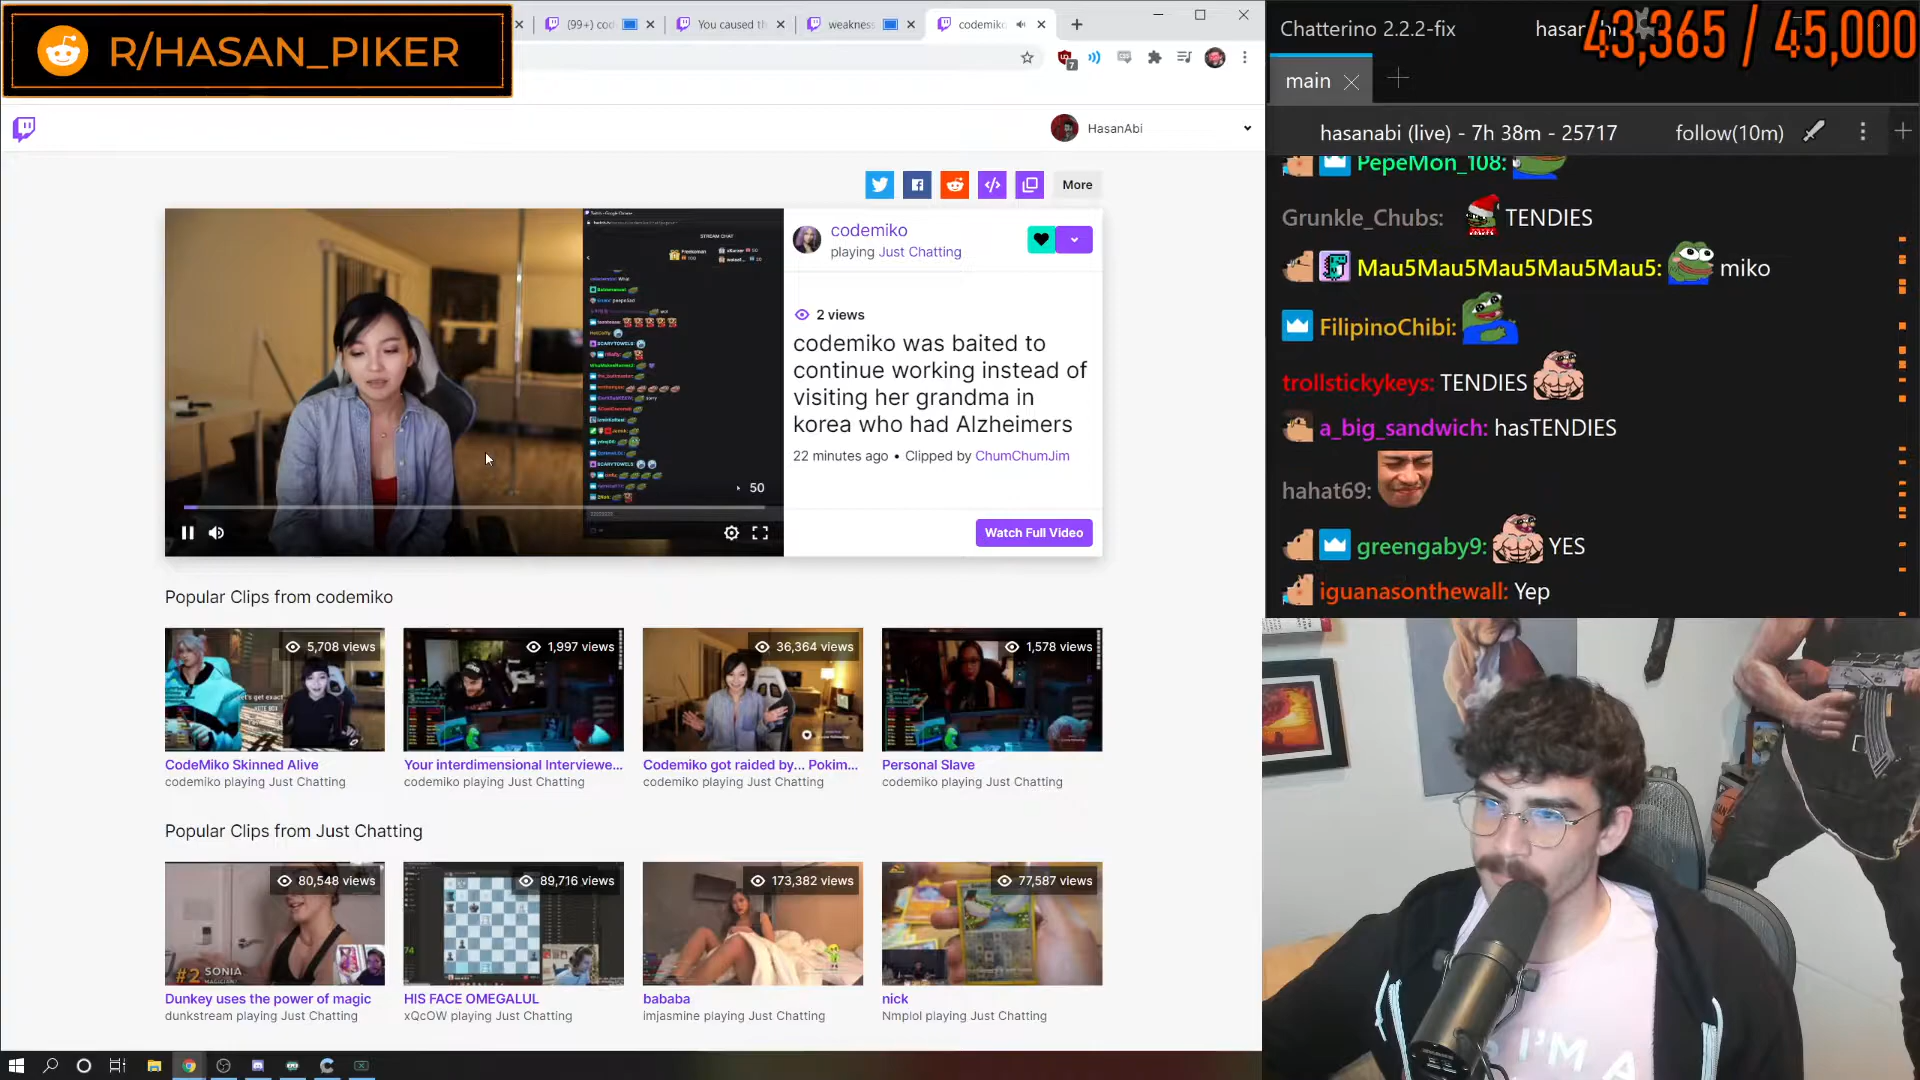 R/HASAN_PIKER
(99+) cod
You caused th
weakness
codemiko
HasanAbi
More
STREAM CHAT
50
codemiko
playing Just Chatting
2 views
codemiko was baited to
continue working instead of
visiting her grandma in
korea who had Alzheimers
22 minutes ago • Clipped by ChumChumJim
Watch Full Video
Popular Clips from codemiko
5,708 views
CodeMiko Skinned Alive
codemiko playing Just Chatting
1,997 views
Your interdimensional Interviewe...
codemiko playing Just Chatting
36,364 views
Codemiko got raided by... Pokim...
codemiko playing Just Chatting
1,578 views
Personal Slave
codemiko playing Just Chatting
Popular Clips from Just Chatting
80,548 views
#2 SONIA
Dunkey uses the power of magic
dunkstream playing Just Chatting
89,716 views
HIS FACE OMEGALUL
xQcOW playing Just Chatting
173,382 views
bababa
imjasmine playing Just Chatting
77,587 views
nick
Nmplol playing Just Chatting
Chatterino 2.2.2-fix
43,365 / 45,000
main
hasanabi (live) - 7h 38m - 25717
follow(10m)
PepeMon_108:
Grunkle_Chubs: TENDIES
Mau5Mau5Mau5Mau5Mau5: miko
FilipinoChibi:
trollstickykeys: TENDIES
a_big_sandwich: hasTENDIES
hahat69:
greengaby9: YES
iguanasonthewall: Yep
I'M A